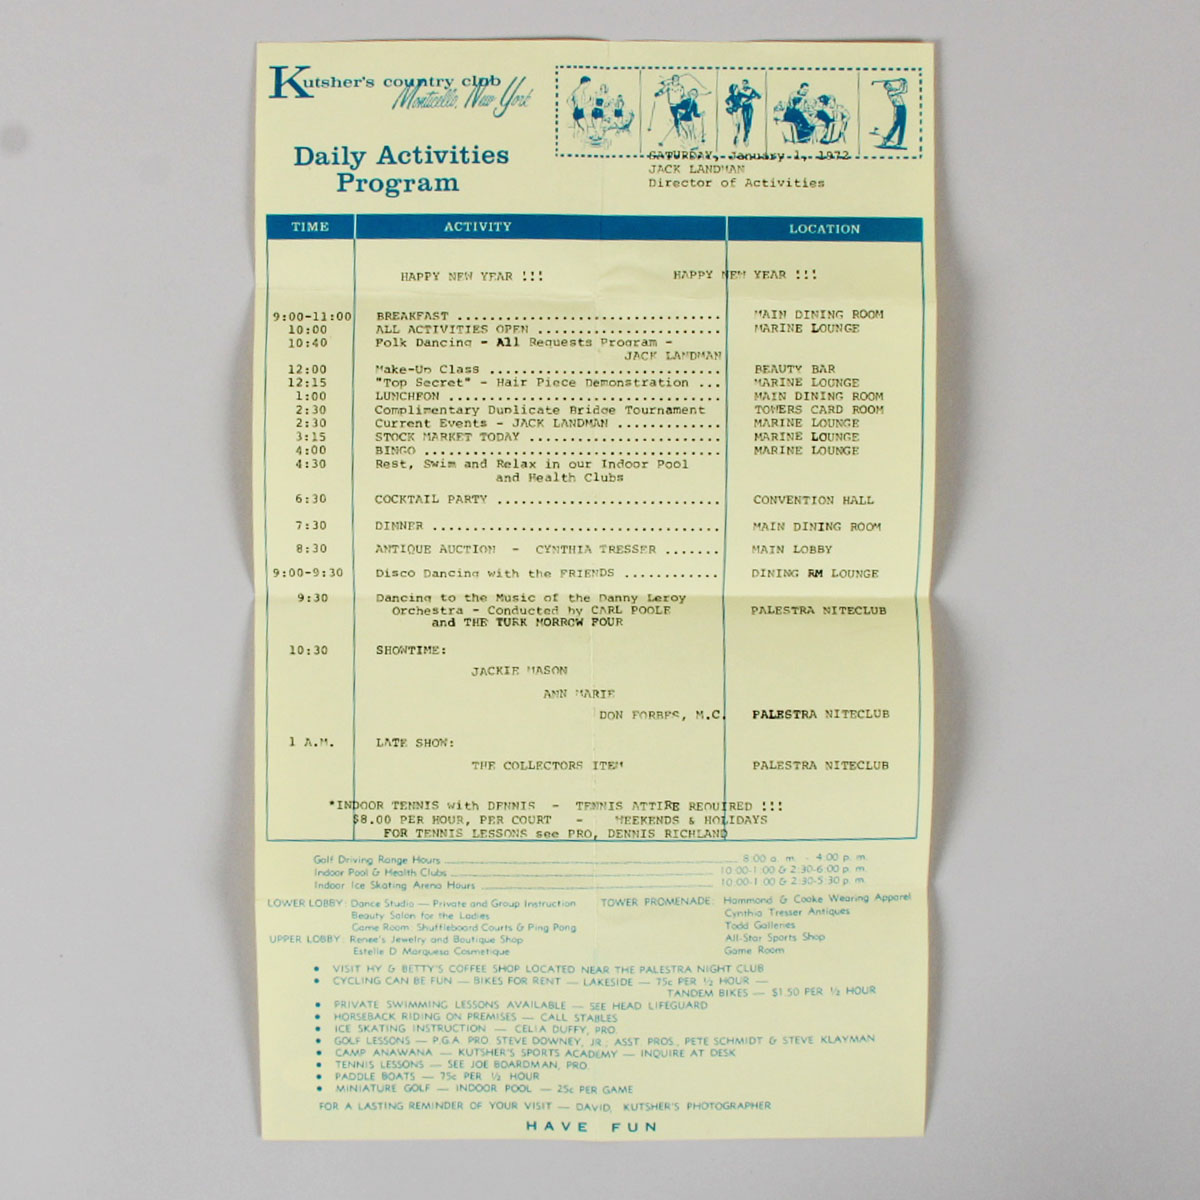 Kutsher's country club
Monticello, New York
Daily Activities
Program
SATURDAY, January 1, 1972
JACK LANDMAN
Director of Activities
TIME ACTIVITY LOCATION
HAPPY NEW YEAR !!! HAPPY NEW YEAR !!!
9:00-11:00 BREAKFAST ................................. MAIN DINING ROOM
10:00 ALL ACTIVITIES OPEN ....................... MARINE LOUNGE
10:40 Folk Dancing - All Requests Program -
JACK LANDMAN
12:00 Make-Up Class ............................. BEAUTY BAR
12:15 "Top Secret" - Hair Piece Demonstration ... MARINE LOUNGE
1:00 LUNCHEON .................................. MAIN DINING ROOM
2:30 Complimentary Duplicate Bridge Tournament TOWERS CARD ROOM
2:30 Current Events - JACK LANDMAN ............. MARINE LOUNGE
3:15 STOCK MARKET TODAY ........................ MARINE LOUNGE
4:00 BINGO ..................................... MARINE LOUNGE
4:30 Rest, Swim and Relax in our Indoor Pool
and Health Clubs
6:30 COCKTAIL PARTY ............................ CONVENTION HALL
7:30 DINNER .................................... MAIN DINING ROOM
8:30 ANTIQUE AUCTION - CYNTHIA TRESSER ....... MAIN LOBBY
9:00-9:30 Disco Dancing with the FRIENDS ............ DINING RM LOUNGE
9:30 Dancing to the Music of the Danny Leroy
Orchestra - Conducted by CARL POOLE PALESTRA NITECLUB
and THE TURK MORROW FOUR
10:30 SHOWTIME:
JACKIE MASON
ANN MARIE
DON FORBES, M.C. PALESTRA NITECLUB
1 A.M. LATE SHOW:
THE COLLECTORS ITEM PALESTRA NITECLUB
*INDOOR TENNIS with DENNIS - TENNIS ATTIRE REQUIRED !!!
$8.00 PER HOUR, PER COURT - WEEKENDS & HOLIDAYS
FOR TENNIS LESSONS see PRO, DENNIS RICHLAND
Golf Driving Range Hours 8:00 a. m. - 4:00 p. m.
Indoor Pool & Health Clubs 10:00-1:00 & 2:30-6:00 p. m.
Indoor Ice Skating Arena Hours 10:00-1:00 & 2:30-5:30 p. m.
LOWER LOBBY: Dance Studio — Private and Group Instruction TOWER PROMENADE: Hammond & Cooke Wearing Apparel
Beauty Salon for the Ladies Cynthia Tresser Antiques
Game Room: Shuffleboard Courts & Ping Pong Todd Galleries
UPPER LOBBY: Renee's Jewelry and Boutique Shop All-Star Sports Shop
Estelle D Marquesa Cosmetique Game Room
• VISIT HY & BETTY'S COFFEE SHOP LOCATED NEAR THE PALESTRA NIGHT CLUB
• CYCLING CAN BE FUN — BIKES FOR RENT — LAKESIDE — 75c PER ½ HOUR —
TANDEM BIKES — $1.50 PER ½ HOUR
• PRIVATE SWIMMING LESSONS AVAILABLE — SEE HEAD LIFEGUARD
• HORSEBACK RIDING ON PREMISES — CALL STABLES
• ICE SKATING INSTRUCTION — CELIA DUFFY, PRO.
• GOLF LESSONS — P.G.A. PRO. STEVE DOWNEY, JR.; ASST. PROS., PETE SCHMIDT & STEVE KLAYMAN
• CAMP ANAWANA — KUTSHER'S SPORTS ACADEMY — INQUIRE AT DESK
• TENNIS LESSONS — SEE JOE BOARDMAN, PRO.
• PADDLE BOATS — 75c PER ½ HOUR
• MINIATURE GOLF — INDOOR POOL — 25c PER GAME
FOR A LASTING REMINDER OF YOUR VISIT — DAVID, KUTSHER'S PHOTOGRAPHER
HAVE FUN